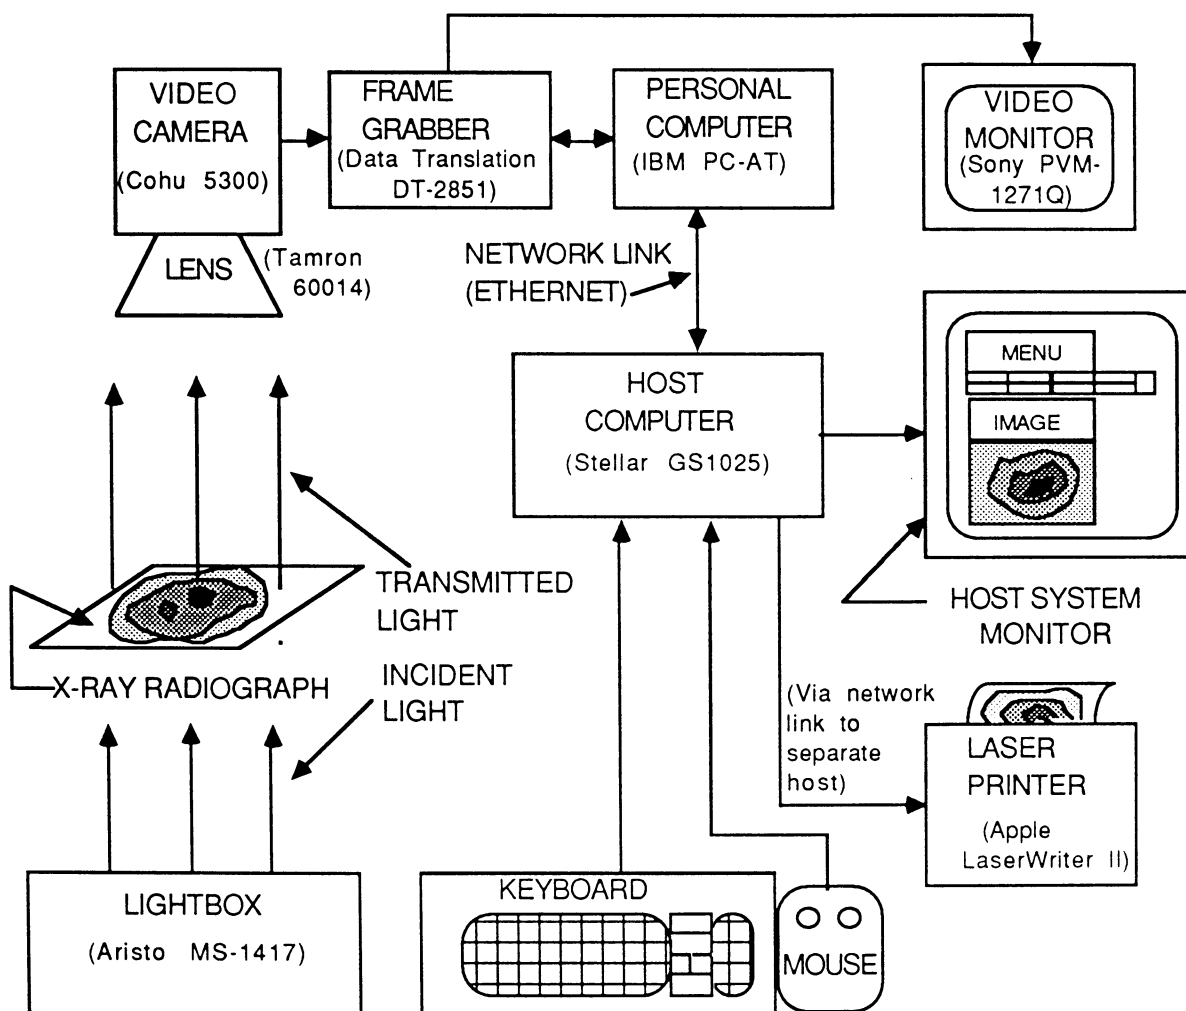 VIDEO
CAMERA
(Cohu 5300)
LENS
(Tamron
60014)
FRAME
GRABBER
(Data Translation
DT-2851)
PERSONAL
COMPUTER
(IBM PC-AT)
VIDEO
MONITOR
(Sony PVM-
1271Q)
NETWORK LINK
(ETHERNET)
HOST
COMPUTER
(Stellar GS1025)
MENU
IMAGE
HOST SYSTEM
MONITOR
TRANSMITTED
LIGHT
X-RAY RADIOGRAPH
INCIDENT
LIGHT
(Via network
link to
separate
host)
LASER
PRINTER
(Apple
LaserWriter II)
LIGHTBOX
(Aristo MS-1417)
KEYBOARD
MOUSE